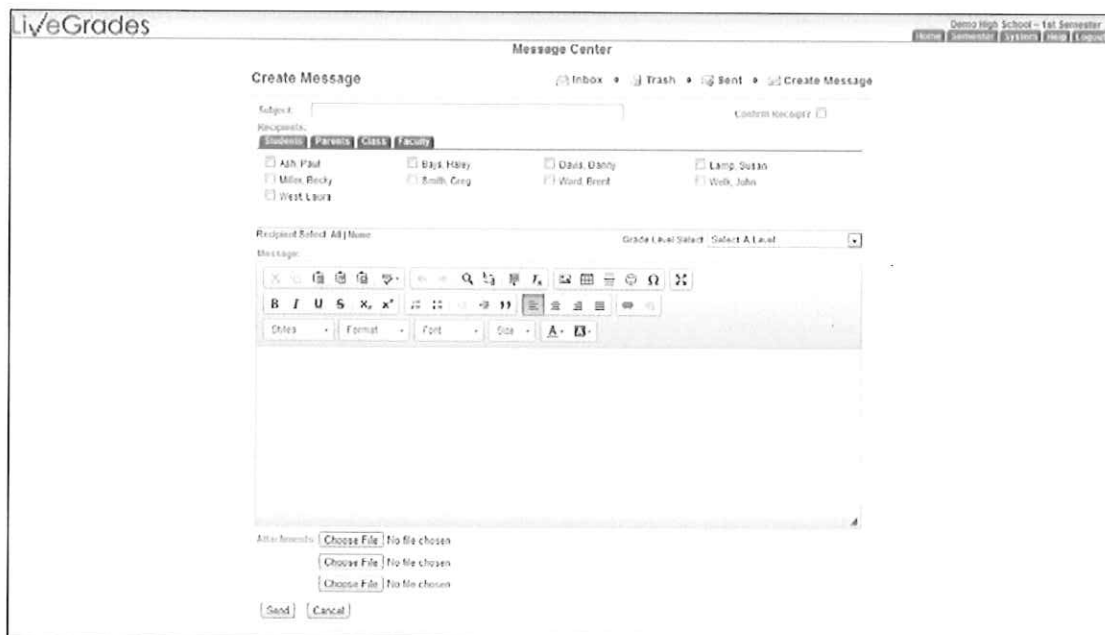 LiveGrades
Demo High School - 1st Semester
Home Semester System Help Logout
Message Center
Create Message
Inbox Trash Sent Create Message
Subject:
Confirm Receipt?
Recipients:
Students Parents Class Faculty
Ash, Paul Bays, Haley Davis, Danny Lamp, Susan
Miller, Becky Smith, Greg Ward, Brent Welk, John
West, Laura
Recipient Select: All | None Grade Level Select: Select A Level
Message:
B I U S X₂ X² ”
Styles Format Font Size A A
Attachments: Choose File No file chosen
Choose File No file chosen
Choose File No file chosen
Send Cancel